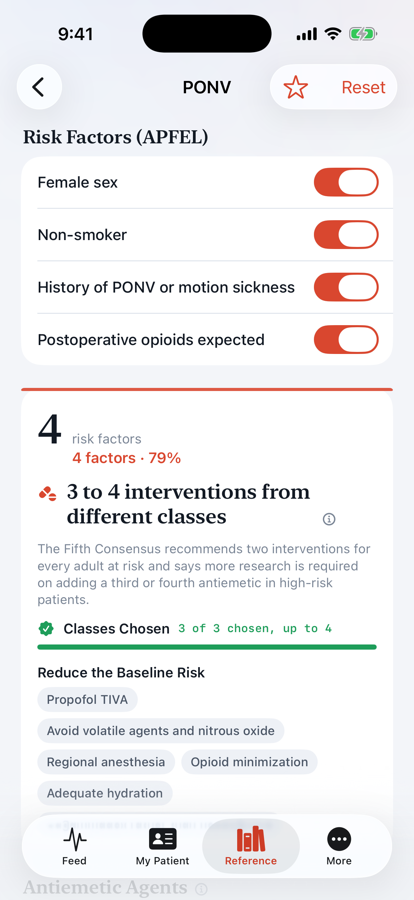 9:41
PONV
Reset
Risk Factors (APFEL)
Female sex
Non-smoker
History of PONV or motion sickness
Postoperative opioids expected
4
risk factors
4 factors · 79%
3 to 4 interventions from
different classes
The Fifth Consensus recommends two interventions for
every adult at risk and says more research is required
on adding a third or fourth antiemetic in high-risk
patients.
Classes Chosen 3 of 3 chosen, up to 4
Reduce the Baseline Risk
Propofol TIVA
Avoid volatile agents and nitrous oxide
Regional anesthesia Opioid minimization
Adequate hydration
Feed My Patient Reference More
Antiemetic Agents